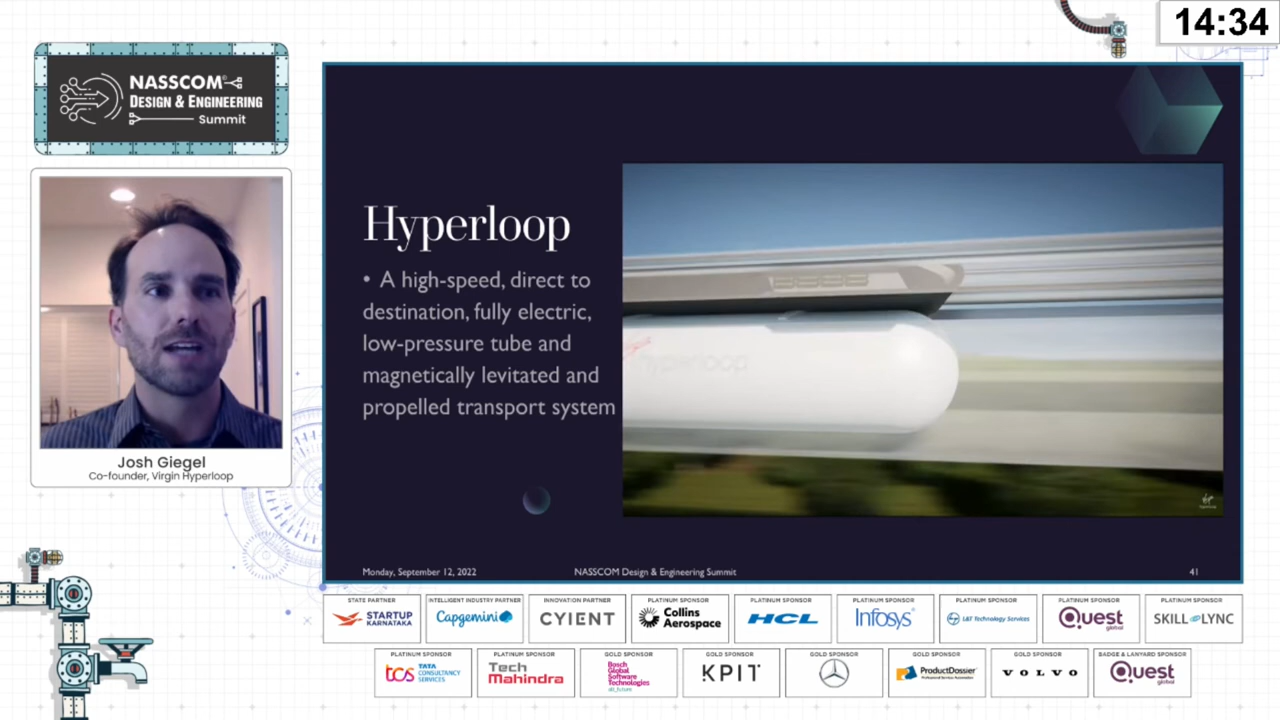 14:34
NASSCOM®
DESIGN & ENGINEERING
Summit
Josh Giegel
Co-founder, Virgin Hyperloop
Hyperloop
• A high-speed, direct to
destination, fully electric,
low-pressure tube and
magnetically levitated and
propelled transport system
hyperloop
Monday, September 12, 2022
NASSCOM Design & Engineering Summit
41
STATE PARTNER
STARTUP
KARNATAKA
INTELLIGENT INDUSTRY PARTNER
Capgemini
INNOVATION PARTNER
CYIENT
PLATINUM SPONSOR
Collins
Aerospace
PLATINUM SPONSOR
HCL
PLATINUM SPONSOR
Infosys®
PLATINUM SPONSOR
L&T Technology Services
PLATINUM SPONSOR
Quest
global
PLATINUM SPONSOR
SKILL LYNC
PLATINUM SPONSOR
tcs TATA
CONSULTANCY
SERVICES
PLATINUM SPONSOR
Tech
Mahindra
GOLD SPONSOR
Bosch
Global
Software
Technologies
alt_future
GOLD SPONSOR
KPIT
GOLD SPONSOR
GOLD SPONSOR
ProductDossier
Professional Services Automation
GOLD SPONSOR
VOLVO
BADGE & LANYARD SPONSOR
Quest
global